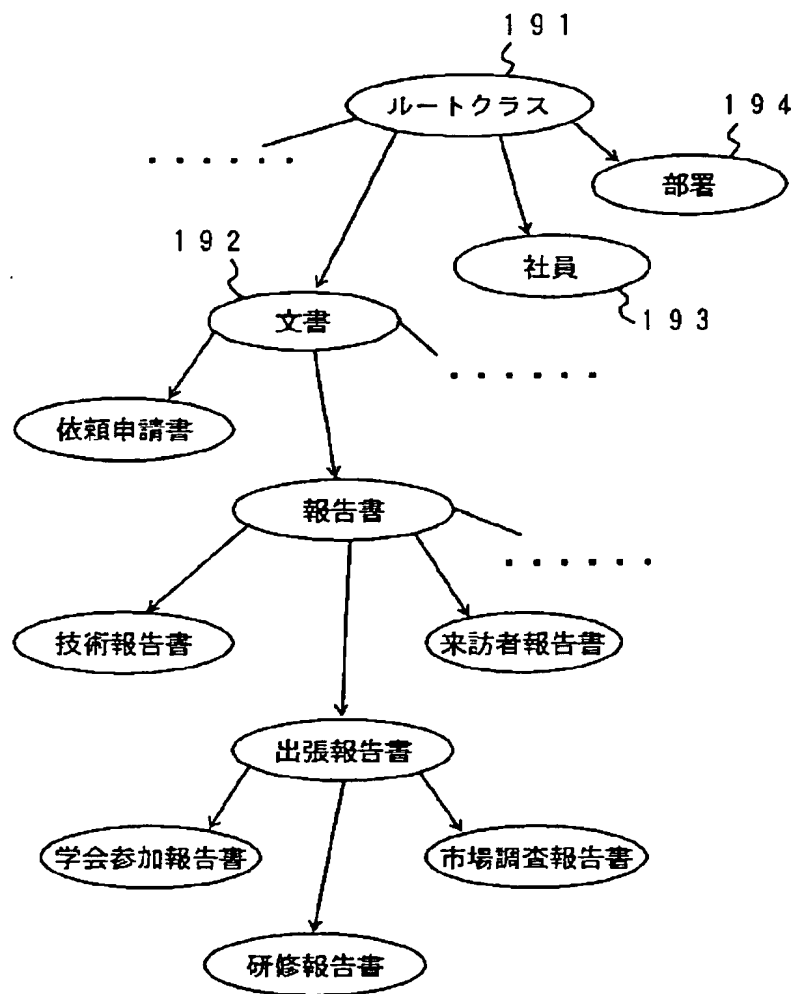 191
ルートクラス
194
部署
・・・・・・
192
社員
文書
193
・・・・・・
依頼申請書
報告書
・・・・・・
技術報告書
来訪者報告書
出張報告書
学会参加報告書
市場調査報告書
研修報告書